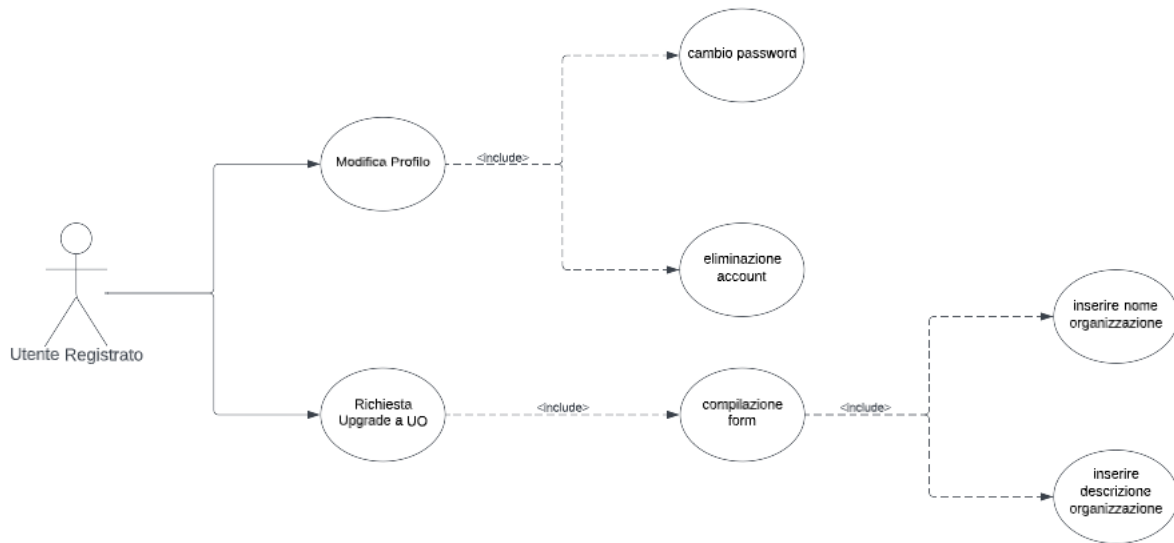 cambio password
Modifica Profilo
<include>
eliminazione
account
Utente Registrato
Richiesta
Upgrade a UO
<include>
compilazione
form
<include>
inserire nome
organizzazione
inserire
descrizione
organizzazione